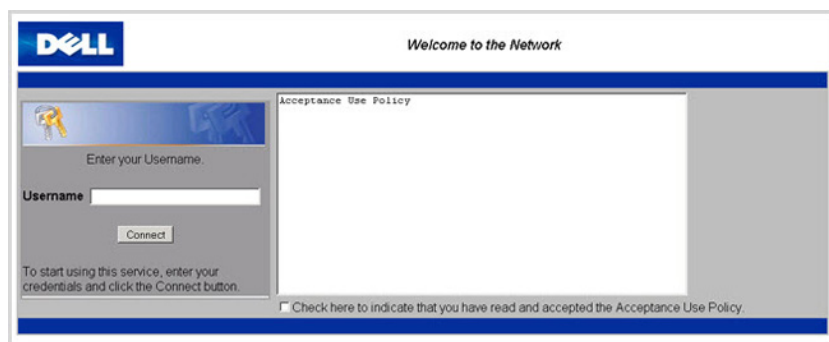 DELL
Welcome to the Network
Enter your Username.
Username
Connect
To start using this service, enter your
credentials and click the Connect button.
Acceptance Use Policy
Check here to indicate that you have read and accepted the Acceptance Use Policy.